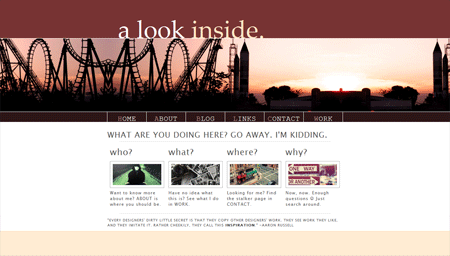 a look inside.
HOME ABOUT BLOG LINKS CONTACT WORK
WHAT ARE YOU DOING HERE? GO AWAY. I'M KIDDING.
who? what? where? why?
ONE WAY
OR ANOTHER
Want to know more
about me? ABOUT is
where you should be
Have no idea what
this is? See what I do
in WORK.
Looking for me? Find
the stalker page in
CONTACT.
Now, now. Enough
questions @ Just
search around.
"EVERY DESIGNERS' DIRTY LITTLE SECRET IS THAT THEY COPY OTHER DESIGNERS' WORK. THEY SEE WORK THEY LIKE,
AND THEY IMITATE IT. RATHER CHEEKILY, THEY CALL THIS INSPIRATION." –AARON RUSSELL